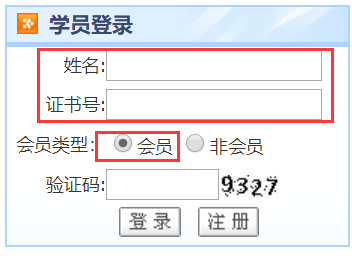 学员登录
姓名:
证书号:
会员类型: 会员 非会员
验证码: 9327
登 录 注 册